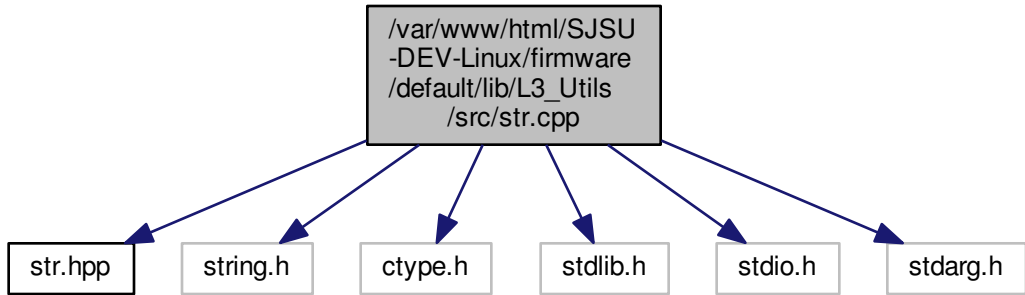 /var/www/html/SJSU
-DEV-Linux/firmware
/default/lib/L3_Utils
/src/str.cpp
str.hpp
string.h
ctype.h
stdlib.h
stdio.h
stdarg.h